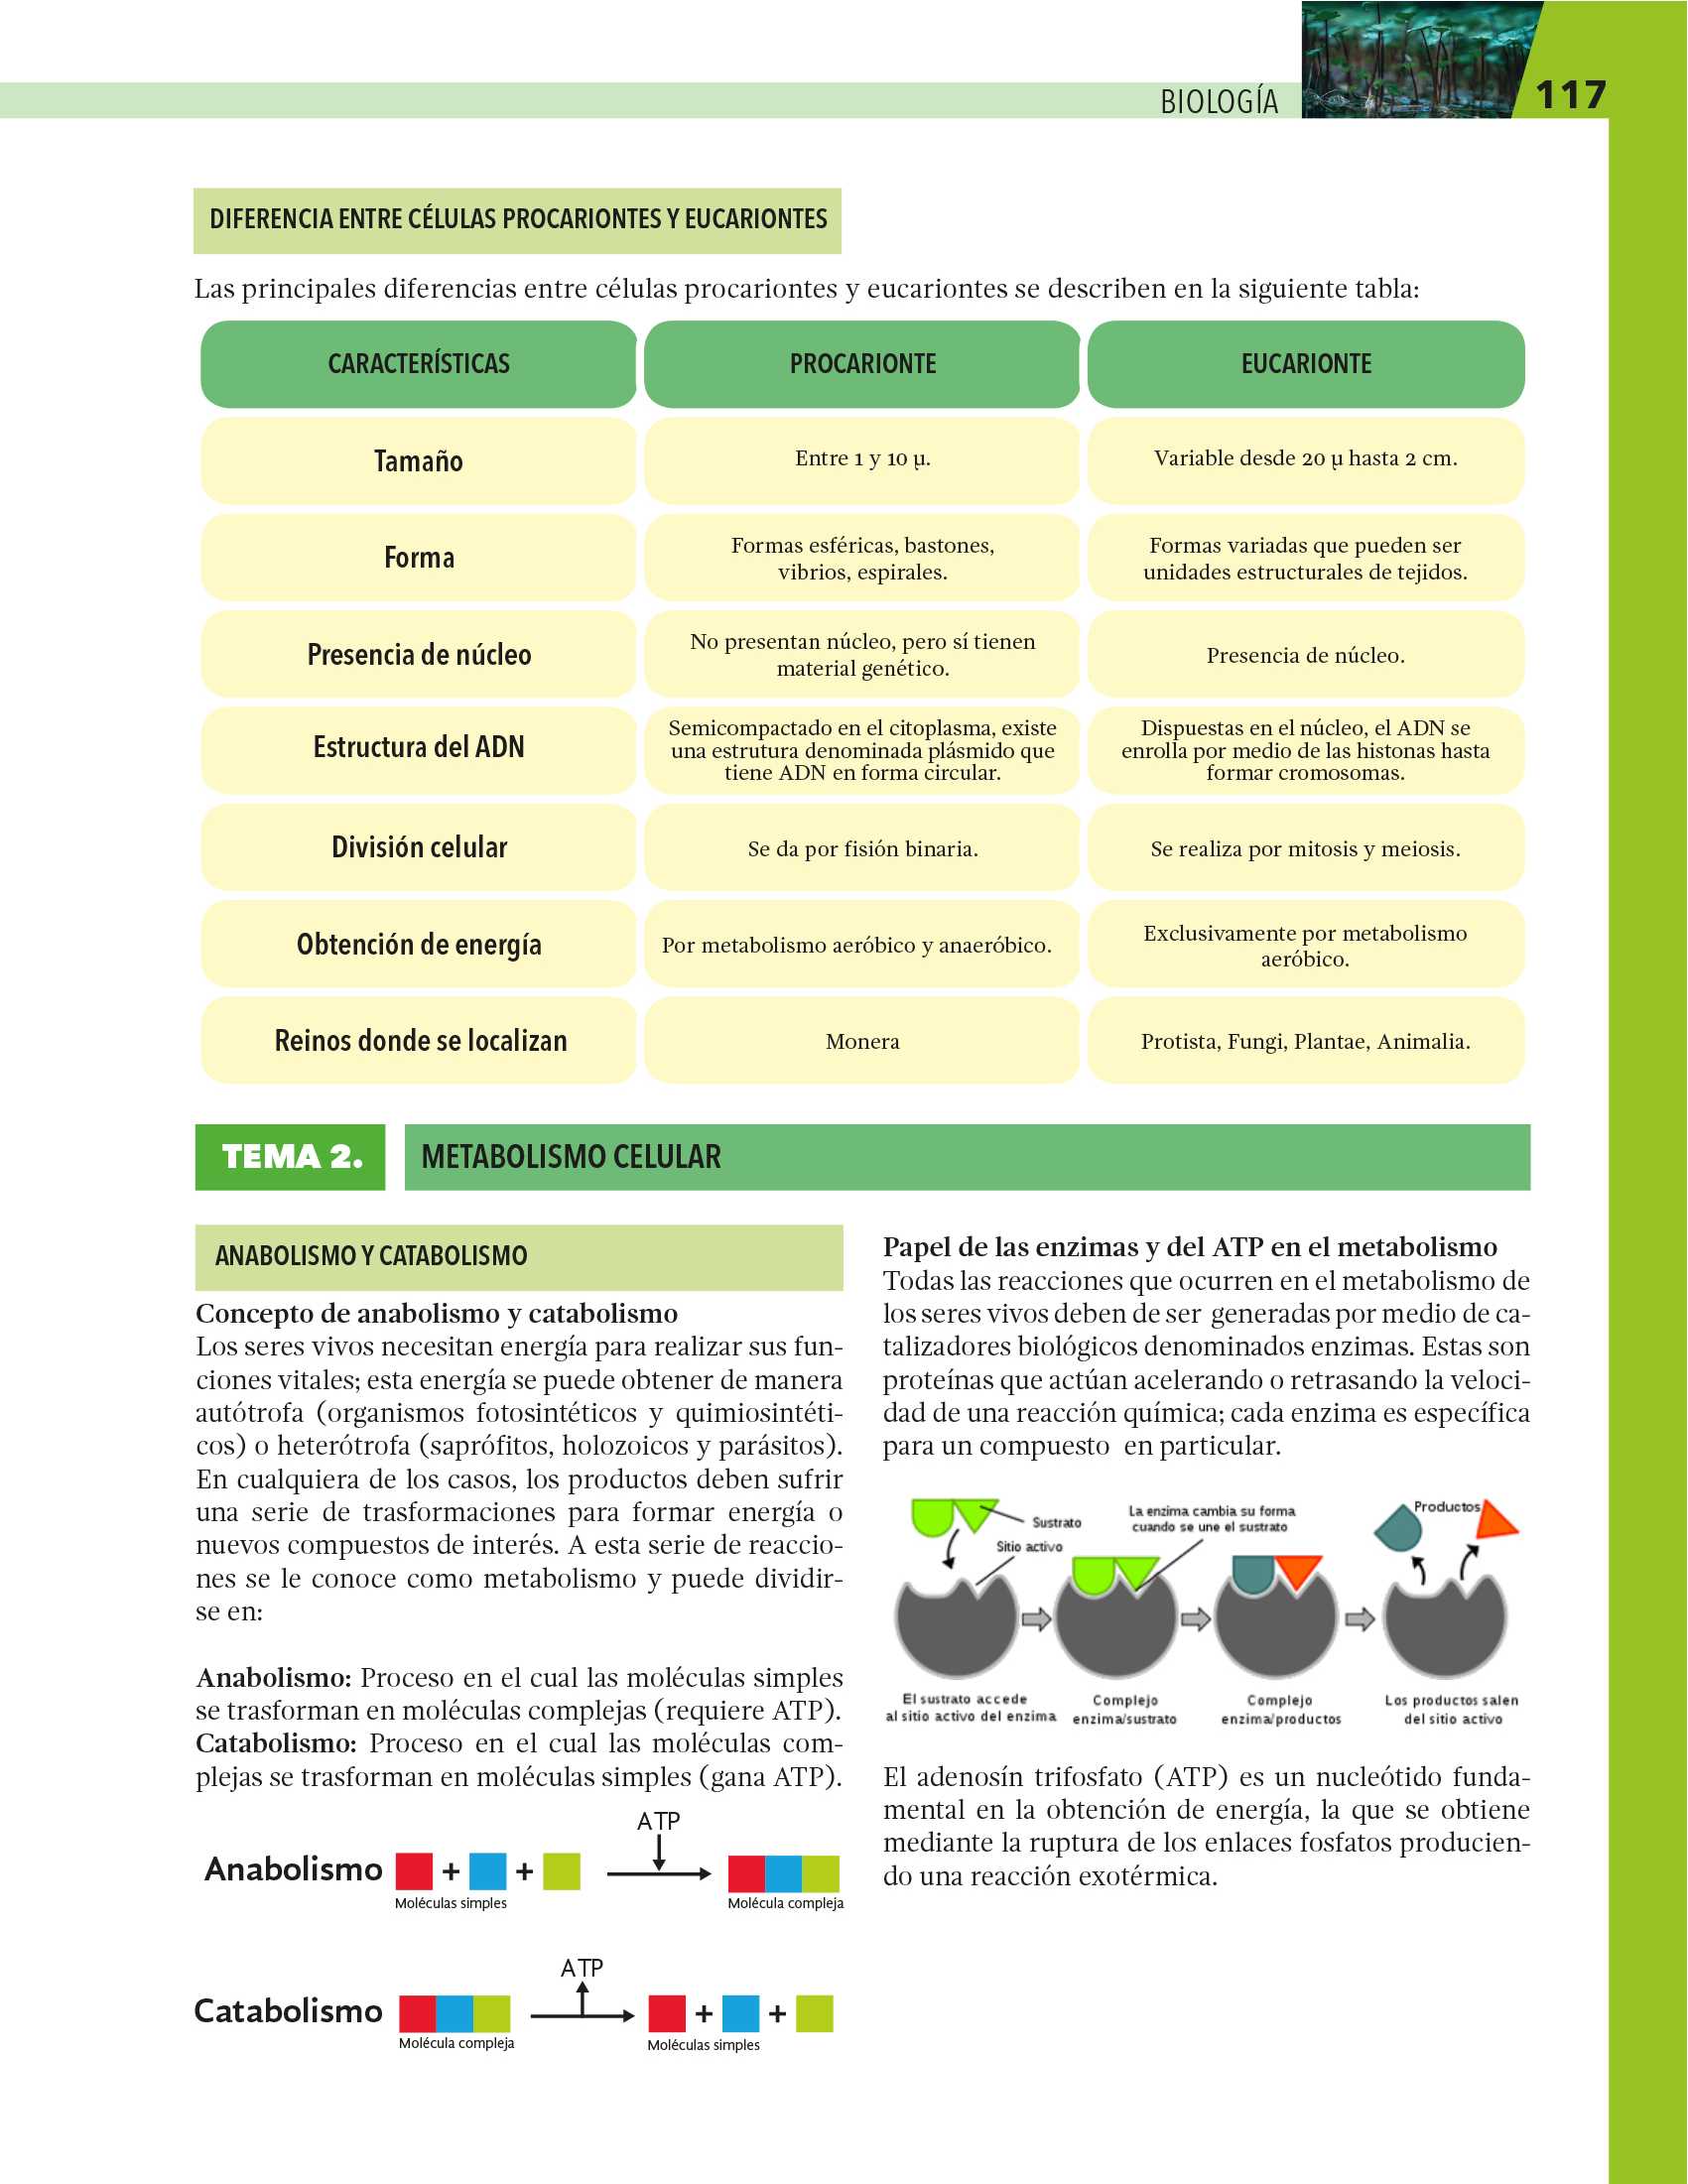 BIOLOGÍA
117
DIFERENCIA ENTRE CÉLULAS PROCARIONTES Y EUCARIONTES
Las principales diferencias entre células procariontes y eucariontes se describen en la siguiente tabla:
CARACTERÍSTICAS
PROCARIONTE
EUCARIONTE
Tamaño
Entre 1 y 10 µ.
Variable desde 20 µ hasta 2 cm.
Forma
Formas esféricas, bastones,
vibrios, espirales.
Formas variadas que pueden ser
unidades estructurales de tejidos.
Presencia de núcleo
No presentan núcleo, pero sí tienen
material genético.
Presencia de núcleo.
Estructura del ADN
Semicompactado en el citoplasma, existe
una estrutura denominada plásmido que
tiene ADN en forma circular.
Dispuestas en el núcleo, el ADN se
enrolla por medio de las histonas hasta
formar cromosomas.
División celular
Se da por fisión binaria.
Se realiza por mitosis y meiosis.
Obtención de energía
Por metabolismo aeróbico y anaeróbico.
Exclusivamente por metabolismo
aeróbico.
Reinos donde se localizan
Monera
Protista, Fungi, Plantae, Animalia.
TEMA 2.
METABOLISMO CELULAR
ANABOLISMO Y CATABOLISMO
Concepto de anabolismo y catabolismo
Los seres vivos necesitan energía para realizar sus fun-
ciones vitales; esta energía se puede obtener de manera
autótrofa (organismos fotosintéticos y quimiosintéti-
cos) o heterótrofa (saprófitos, holozoicos y parásitos).
En cualquiera de los casos, los productos deben sufrir
una serie de trasformaciones para formar energía o
nuevos compuestos de interés. A esta serie de reaccio-
nes se le conoce como metabolismo y puede dividir-
se en:
Anabolismo: Proceso en el cual las moléculas simples
se trasforman en moléculas complejas (requiere ATP).
Catabolismo: Proceso en el cual las moléculas com-
plejas se trasforman en moléculas simples (gana ATP).
ATP
Anabolismo + +
Moléculas simples
Molécula compleja
ATP
Catabolismo + +
Molécula compleja
Moléculas simples
Papel de las enzimas y del ATP en el metabolismo
Todas las reacciones que ocurren en el metabolismo de
los seres vivos deben de ser generadas por medio de ca-
talizadores biológicos denominados enzimas. Estas son
proteínas que actúan acelerando o retrasando la veloci-
dad de una reacción química; cada enzima es específica
para un compuesto en particular.
Sustrato
Sitio activo
La enzima cambia su forma
cuando se une el sustrato
Productos
El sustrato accede
al sitio activo del enzima
Complejo
enzima/sustrato
Complejo
enzima/productos
Los productos salen
del sitio activo
El adenosín trifosfato (ATP) es un nucleótido funda-
mental en la obtención de energía, la que se obtiene
mediante la ruptura de los enlaces fosfatos producien-
do una reacción exotérmica.